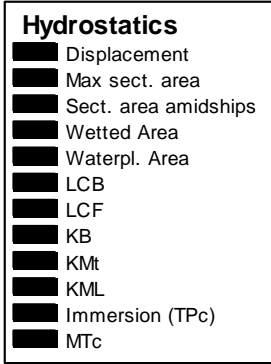 Hydrostatics
Displacement
Max sect. area
Sect. area amidships
Wetted Area
Waterpl. Area
LCB
LCF
KB
KMt
KML
Immersion (TPc)
MTc